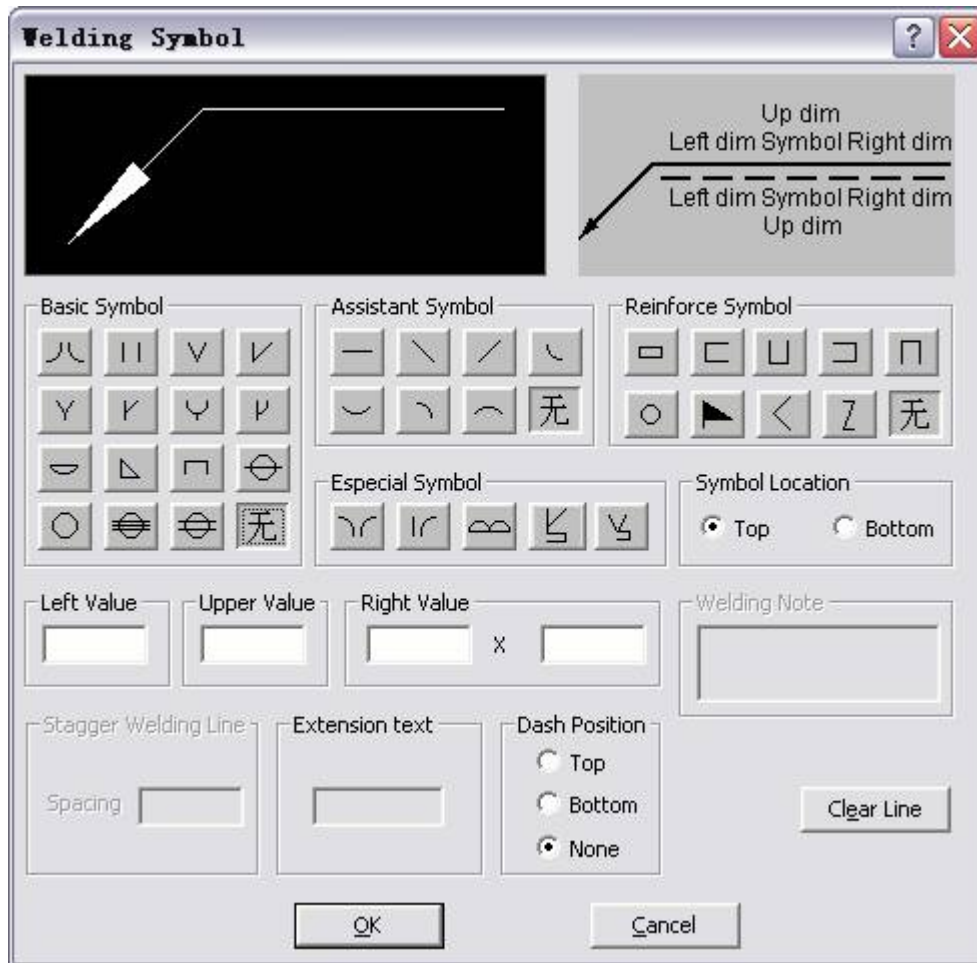 Welding Symbol
Up dim
Left dim Symbol Right dim
Left dim Symbol Right dim
Up dim
Basic Symbol
Assistant Symbol
Reinforce Symbol
无
无
Especial Symbol
Symbol Location
无
Top
Bottom
Left Value
Upper Value
Right Value
Welding Note
X
Stagger Welding Line
Extension text
Dash Position
Top
Spacing
Bottom
Clear Line
None
OK
Cancel